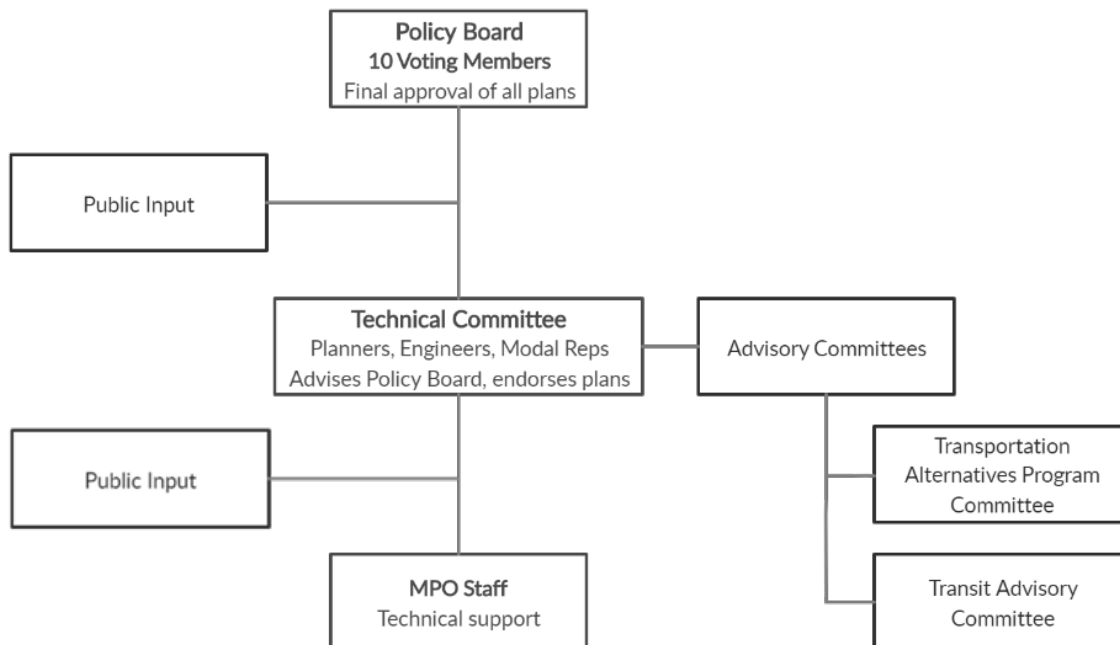 Policy Board
10 Voting Members
Final approval of all plans
Public Input
Technical Committee
Planners, Engineers, Modal Reps
Advises Policy Board, endorses plans
Advisory Committees
Public Input
Transportation
Alternatives Program
Committee
MPO Staff
Technical support
Transit Advisory
Committee